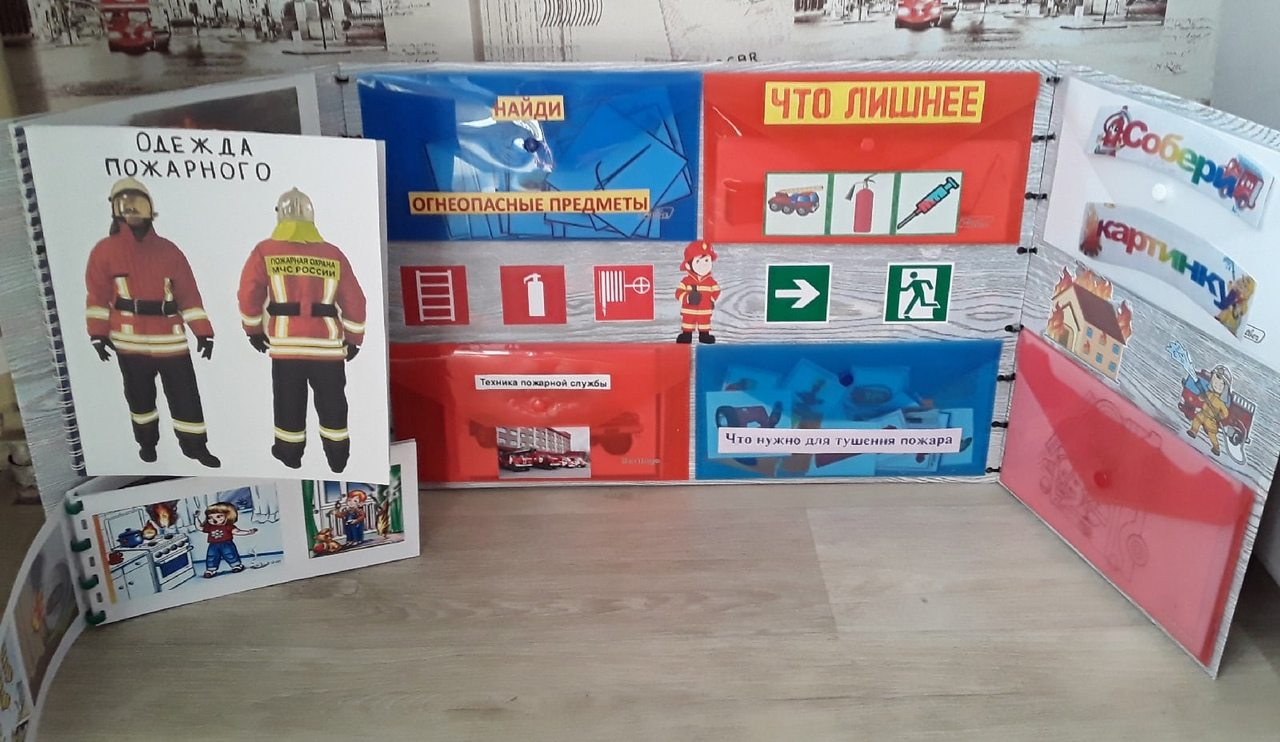 ОДЕЖДА
ПОЖАРНОГО
ПОЖАРНАЯ ОХРАНА
МЧС РОССИИ
НАЙДИ
ОГНЕОПАСНЫЕ ПРЕДМЕТЫ
ЧТО ЛИШНЕЕ
Техника пожарной службы
Что нужно для тушения пожара
Собери
картинку